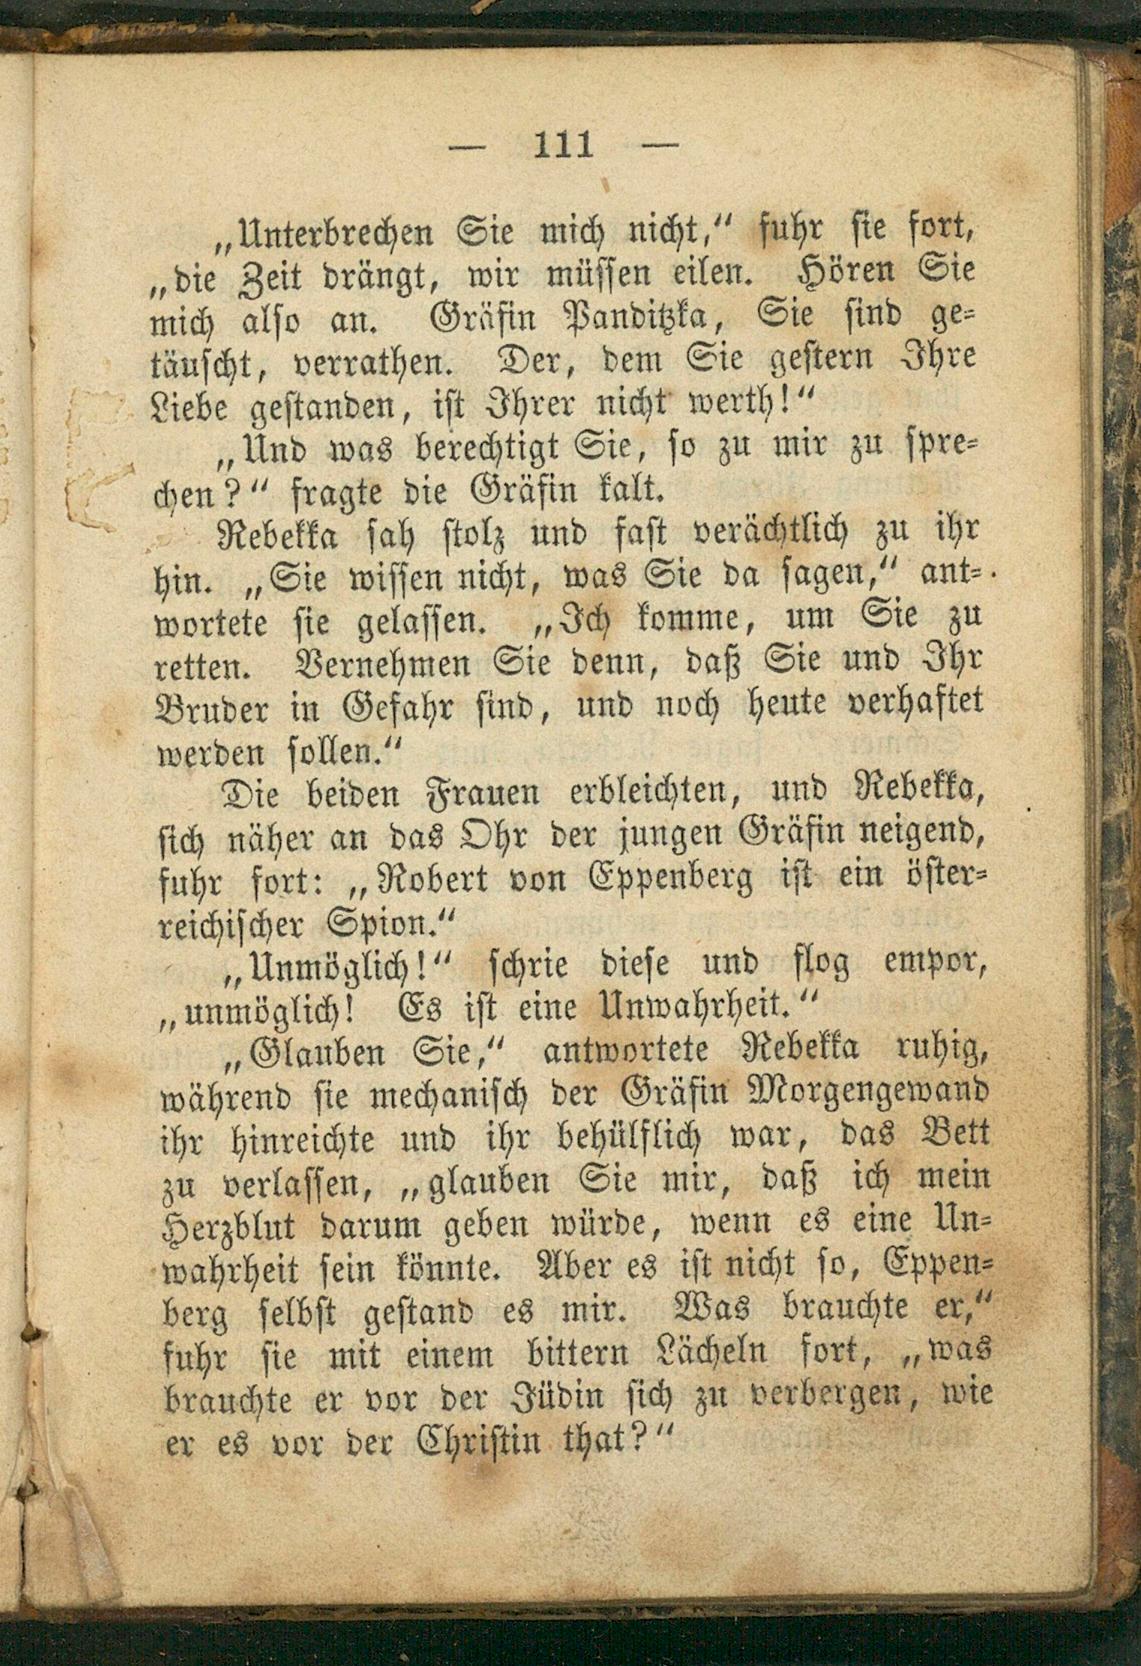 — 111 —
„Unterbrechen Sie mich nicht,“ fuhr sie fort,
„die Zeit drängt, wir müssen eilen. Hören Sie
mich also an. Gräfin Panditzka, Sie sind ge-
täuscht, verrathen. Der, dem Sie gestern Ihre
Liebe gestanden, ist Ihrer nicht werth!“
„Und was berechtigt Sie, so zu mir zu spre-
chen?“ fragte die Gräfin kalt.
Rebekka sah stolz und fast verächtlich zu ihr
hin. „Sie wissen nicht, was Sie da sagen,“ ant-
wortete sie gelassen. „Ich komme, um Sie zu
retten. Vernehmen Sie denn, daß Sie und Ihr
Bruder in Gefahr sind, und noch heute verhaftet
werden sollen.“
Die beiden Frauen erbleichten, und Rebekka,
sich näher an das Ohr der jungen Gräfin neigend,
fuhr fort: „Robert von Eppenberg ist ein öster-
reichischer Spion.“
„Unmöglich!“ schrie diese und flog empor,
„unmöglich! Es ist eine Unwahrheit.“
„Glauben Sie,“ antwortete Rebekka ruhig,
während sie mechanisch der Gräfin Morgengewand
ihr hinreichte und ihr behülflich war, das Bett
zu verlassen, „glauben Sie mir, daß ich mein
Herzblut darum geben würde, wenn es eine Un-
wahrheit sein könnte. Aber es ist nicht so, Eppen-
berg selbst gestand es mir. Was brauchte er,“
fuhr sie mit einem bittern Lächeln fort, „was
brauchte er vor der Jüdin sich zu verbergen, wie
er es vor der Christin that?“